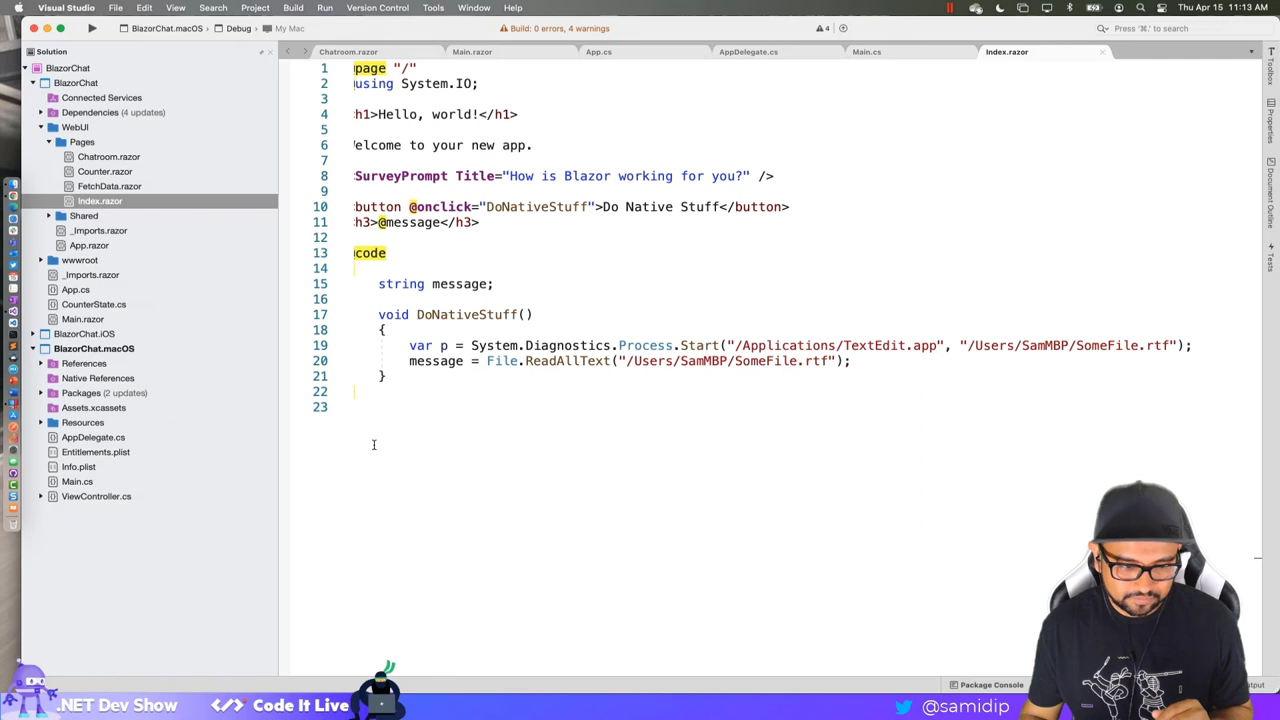 Visual Studio File Edit View Search Project Build Run Version Control Tools Window Help Thu Apr 15 11:13 AM
BlazorChat.macOS Debug My Mac Build: 0 errors, 4 warnings 4 Press '⌘.' to search
Solution
Chatroom.razor Main.razor App.cs AppDelegate.cs Main.cs Index.razor
BlazorChat
BlazorChat
Connected Services
Dependencies (4 updates)
WebUI
Pages
Chatroom.razor
Counter.razor
FetchData.razor
Index.razor
Shared
_Imports.razor
App.razor
wwwroot
_Imports.razor
App.cs
CounterState.cs
Main.razor
BlazorChat.iOS
BlazorChat.macOS
References
Native References
Packages (2 updates)
Assets.xcassets
Resources
AppDelegate.cs
Entitlements.plist
Info.plist
Main.cs
ViewController.cs
1 page "/"
2 using System.IO;
3
4 h1>Hello, world!</h1>
5
6 elcome to your new app.
7
8 SurveyPrompt Title="How is Blazor working for you?" />
9
10 button @onclick="DoNativeStuff">Do Native Stuff</button>
11 h3>@message</h3>
12
13 code
14
15 string message;
16
17 void DoNativeStuff()
18 {
19 var p = System.Diagnostics.Process.Start("/Applications/TextEdit.app", "/Users/SamMBP/SomeFile.rtf");
20 message = File.ReadAllText("/Users/SamMBP/SomeFile.rtf");
21 }
22
23
Toolbox
Properties
Document Outline
Tests
Package Console
.NET Dev Show </> Code It Live @samidip